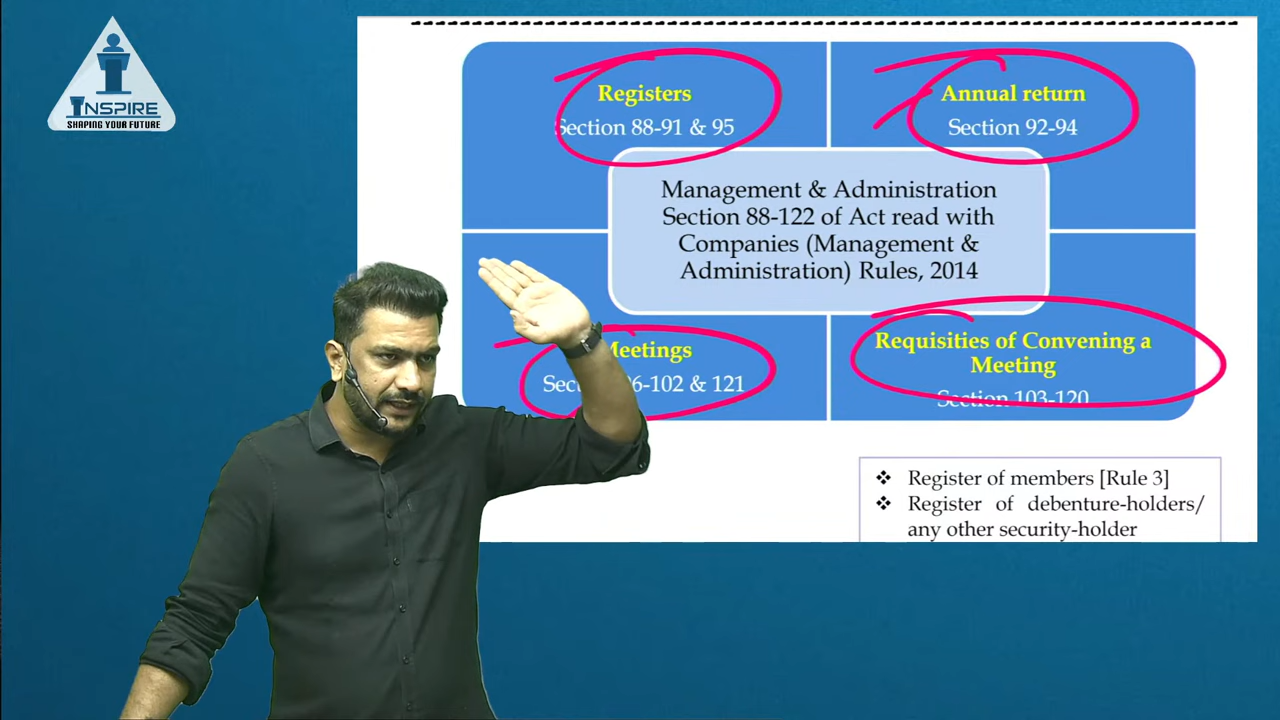 INSPIRE
SHAPING YOUR FUTURE
Registers
Section 88-91 & 95
Annual return
Section 92-94
Management & Administration
Section 88-122 of Act read with
Companies (Management &
Administration) Rules, 2014
Meetings
6-102 & 121
Requisities of Convening a
Meeting
Section 103-120
❖ Register of members [Rule 3]
❖ Register of debenture-holders/
any other security-holder